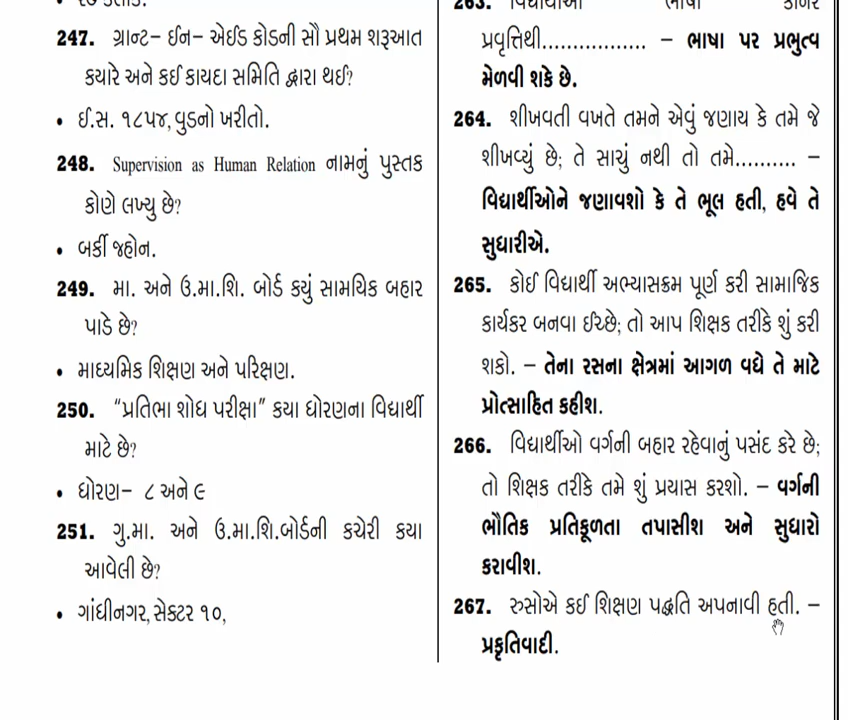 247. ગ્રાન્ટ- ઈન- એઈડ કોડની સૌ પ્રથમ શરૂઆત
ક્યારે અને કઈ કાયદા સમિતિ દ્વારા થઈ?
• ઈ.સ. ૧૮૫૪, વુડનો ખરીતો.
248. Supervision as Human Relation નામનું પુસ્તક
કોણે લખ્યુ છે?
• બર્કી જ્હોન.
249. મા. અને ઉ.મા.શિ. બોર્ડ કયું સામયિક બહાર
પાડે છે?
• માધ્યમિક શિક્ષણ અને પરિક્ષણ.
250. “પ્રતિભા શોધ પરીક્ષા” કયા ધોરણના વિદ્યાર્થી
માટે છે?
• ધોરણ- ૮ અને ૯
251. ગુ.મા. અને ઉ.મા.શિ.બોર્ડની કચેરી કયા
આવેલી છે?
• ગાંધીનગર, સેક્ટર ૧૦,
263. વિદ્યાર્થીઓ ભાષા
પ્રવૃત્તિથી.................. – ભાષા પર પ્રભુત્વ
મેળવી શકે છે.
264. શીખવતી વખતે તમને એવું જણાય કે તમે જે
શીખવ્યું છે; તે સાચું નથી તો તમે.......... –
વિદ્યાર્થીઓને જણાવશો કે તે ભૂલ હતી, હવે તે
સુધારીએ.
265. કોઈ વિદ્યાર્થી અભ્યાસક્રમ પૂર્ણ કરી સામાજિક
કાર્યકર બનવા ઈચ્છે; તો આપ શિક્ષક તરીકે શું કરી
શકો. – તેના રસના ક્ષેત્રમાં આગળ વધે તે માટે
પ્રોત્સાહિત કહીશ.
266. વિદ્યાર્થીઓ વર્ગની બહાર રહેવાનું પસંદ કરે છે;
તો શિક્ષક તરીકે તમે શું પ્રયાસ કરશો. – વર્ગની
ભૌતિક પ્રતિકૂળતા તપાસીશ અને સુધારો
કરાવીશ.
267. રુસોએ કઈ શિક્ષણ પદ્ધતિ અપનાવી હતી. –
પ્રકૃતિવાદી.